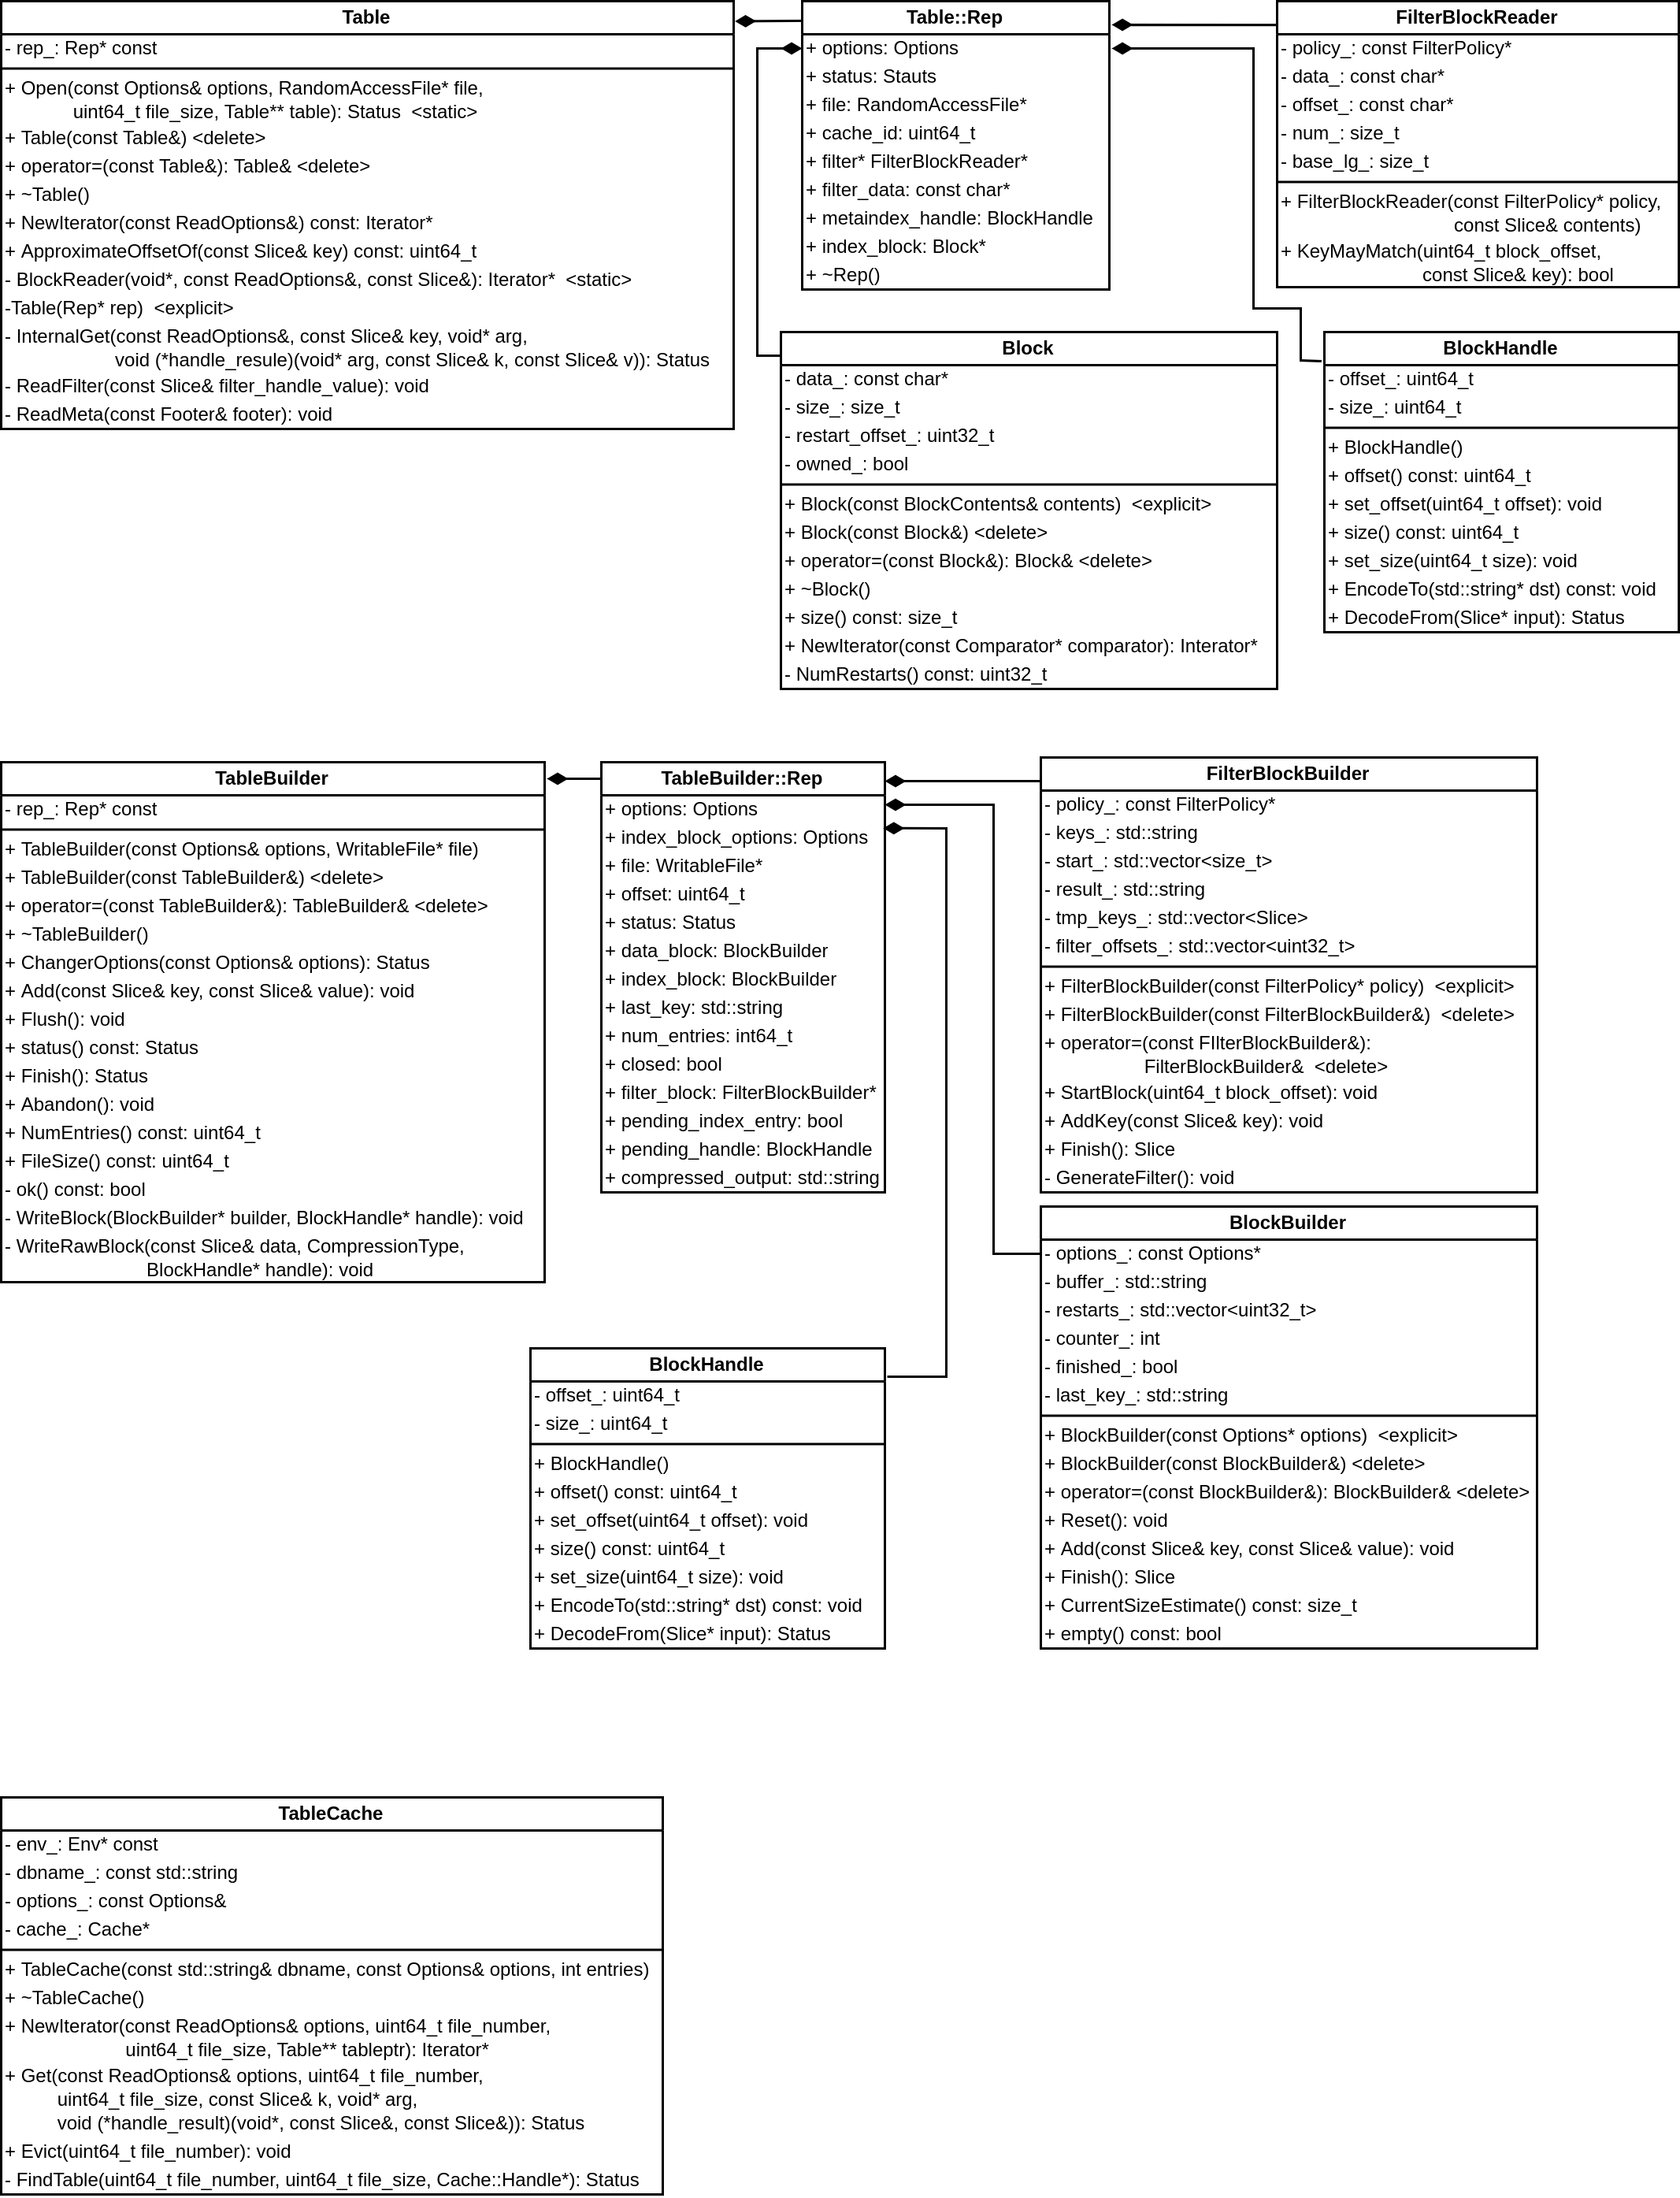 Table
- rep_: Rep* const
+ Open(const Options& options, RandomAccessFile* file,
uint64_t file_size, Table** table): Status <static>
+ Table(const Table&) <delete>
+ operator=(const Table&): Table& <delete>
+ ~Table()
+ NewIterator(const ReadOptions&) const: Iterator*
+ ApproximateOffsetOf(const Slice& key) const: uint64_t
- BlockReader(void*, const ReadOptions&, const Slice&): Iterator* <static>
-Table(Rep* rep) <explicit>
- InternalGet(const ReadOptions&, const Slice& key, void* arg,
void (*handle_resule)(void* arg, const Slice& k, const Slice& v)): Status
- ReadFilter(const Slice& filter_handle_value): void
- ReadMeta(const Footer& footer): void
Table::Rep
+ options: Options
+ status: Stauts
+ file: RandomAccessFile*
+ cache_id: uint64_t
+ filter* FilterBlockReader*
+ filter_data: const char*
+ metaindex_handle: BlockHandle
+ index_block: Block*
+ ~Rep()
FilterBlockReader
- policy_: const FilterPolicy*
- data_: const char*
- offset_: const char*
- num_: size_t
- base_lg_: size_t
+ FilterBlockReader(const FilterPolicy* policy,
const Slice& contents)
+ KeyMayMatch(uint64_t block_offset,
const Slice& key): bool
Block
- data_: const char*
- size_: size_t
- restart_offset_: uint32_t
- owned_: bool
+ Block(const BlockContents& contents) <explicit>
+ Block(const Block&) <delete>
+ operator=(const Block&): Block& <delete>
+ ~Block()
+ size() const: size_t
+ NewIterator(const Comparator* comparator): Interator*
- NumRestarts() const: uint32_t
BlockHandle
- offset_: uint64_t
- size_: uint64_t
+ BlockHandle()
+ offset() const: uint64_t
+ set_offset(uint64_t offset): void
+ size() const: uint64_t
+ set_size(uint64_t size): void
+ EncodeTo(std::string* dst) const: void
+ DecodeFrom(Slice* input): Status
TableBuilder
- rep_: Rep* const
+ TableBuilder(const Options& options, WritableFile* file)
+ TableBuilder(const TableBuilder&) <delete>
+ operator=(const TableBuilder&): TableBuilder& <delete>
+ ~TableBuilder()
+ ChangerOptions(const Options& options): Status
+ Add(const Slice& key, const Slice& value): void
+ Flush(): void
+ status() const: Status
+ Finish(): Status
+ Abandon(): void
+ NumEntries() const: uint64_t
+ FileSize() const: uint64_t
- ok() const: bool
- WriteBlock(BlockBuilder* builder, BlockHandle* handle): void
- WriteRawBlock(const Slice& data, CompressionType,
BlockHandle* handle): void
TableBuilder::Rep
+ options: Options
+ index_block_options: Options
+ file: WritableFile*
+ offset: uint64_t
+ status: Status
+ data_block: BlockBuilder
+ index_block: BlockBuilder
+ last_key: std::string
+ num_entries: int64_t
+ closed: bool
+ filter_block: FilterBlockBuilder*
+ pending_index_entry: bool
+ pending_handle: BlockHandle
+ compressed_output: std::string
FilterBlockBuilder
- policy_: const FilterPolicy*
- keys_: std::string
- start_: std::vector<size_t>
- result_: std::string
- tmp_keys_: std::vector<Slice>
- filter_offsets_: std::vector<uint32_t>
+ FilterBlockBuilder(const FilterPolicy* policy) <explicit>
+ FilterBlockBuilder(const FilterBlockBuilder&) <delete>
+ operator=(const FIlterBlockBuilder&):
FilterBlockBuilder& <delete>
+ StartBlock(uint64_t block_offset): void
+ AddKey(const Slice& key): void
+ Finish(): Slice
- GenerateFilter(): void
BlockHandle
- offset_: uint64_t
- size_: uint64_t
+ BlockHandle()
+ offset() const: uint64_t
+ set_offset(uint64_t offset): void
+ size() const: uint64_t
+ set_size(uint64_t size): void
+ EncodeTo(std::string* dst) const: void
+ DecodeFrom(Slice* input): Status
BlockBuilder
- options_: const Options*
- buffer_: std::string
- restarts_: std::vector<uint32_t>
- counter_: int
- finished_: bool
- last_key_: std::string
+ BlockBuilder(const Options* options) <explicit>
+ BlockBuilder(const BlockBuilder&) <delete>
+ operator=(const BlockBuilder&): BlockBuilder& <delete>
+ Reset(): void
+ Add(const Slice& key, const Slice& value): void
+ Finish(): Slice
+ CurrentSizeEstimate() const: size_t
+ empty() const: bool
TableCache
- env_: Env* const
- dbname_: const std::string
- options_: const Options&
- cache_: Cache*
+ TableCache(const std::string& dbname, const Options& options, int entries)
+ ~TableCache()
+ NewIterator(const ReadOptions& options, uint64_t file_number,
uint64_t file_size, Table** tableptr): Iterator*
+ Get(const ReadOptions& options, uint64_t file_number,
uint64_t file_size, const Slice& k, void* arg,
void (*handle_result)(void*, const Slice&, const Slice&)): Status
+ Evict(uint64_t file_number): void
- FindTable(uint64_t file_number, uint64_t file_size, Cache::Handle*): Status